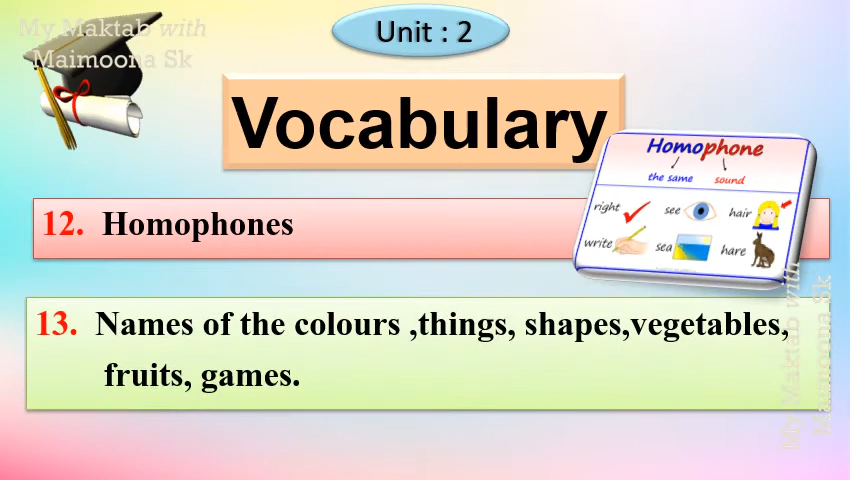 My Maktab with
Maimoona Sk
Unit : 2
Vocabulary
Homophone
the same sound
right see hair
write sea hare
12. Homophones
13. Names of the colours ,things, shapes,vegetables,
fruits, games.
My Maktab with
Maimoona Sk